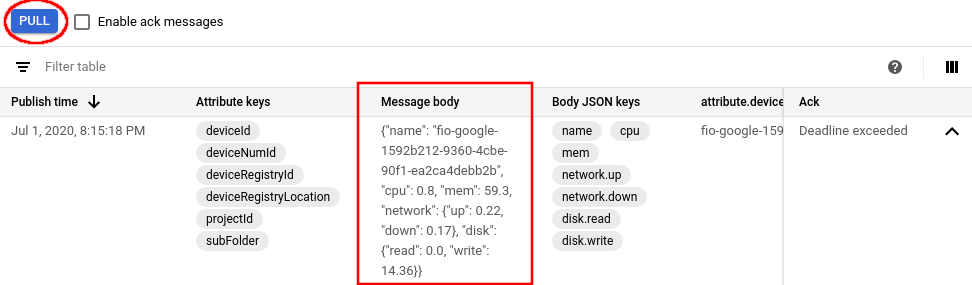 PULL Enable ack messages
Filter table
Publish time Attribute keys Message body Body JSON keys attribute.device Ack
Jul 1, 2020, 8:15:18 PM deviceId {"name": "fio-google- name cpu fio-google-159 Deadline exceeded
deviceNumId 1592b212-9360-4cbe- mem
deviceRegistryId 90f1-ea2ca4debb2b", network.up
deviceRegistryLocation "cpu": 0.8, "mem": 59.3, network.down
projectId "network": {"up": 0.22, disk.read
subFolder "down": 0.17}, "disk": disk.write
{"read": 0.0, "write":
14.36}}